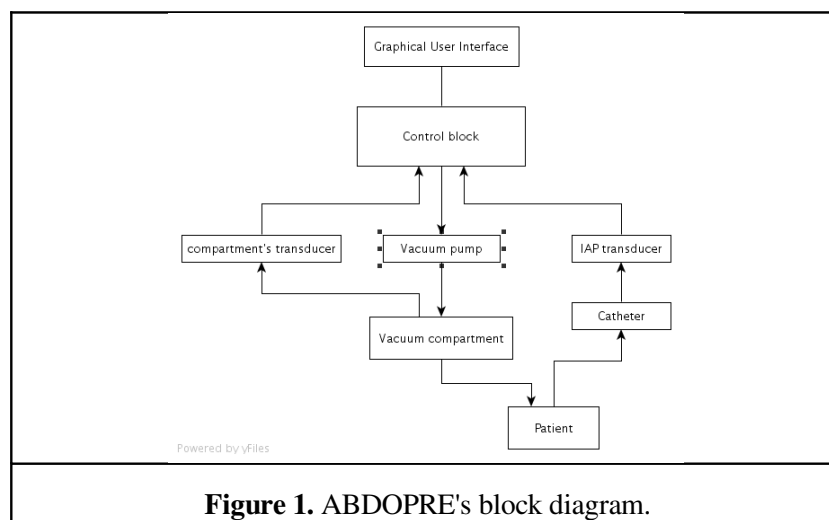 Graphical User Interface
Control block
compartment's transducer
Vacuum pump
IAP transducer
Catheter
Vacuum compartment
Patient
Powered by yFiles
Figure 1. ABDOPRE's block diagram.